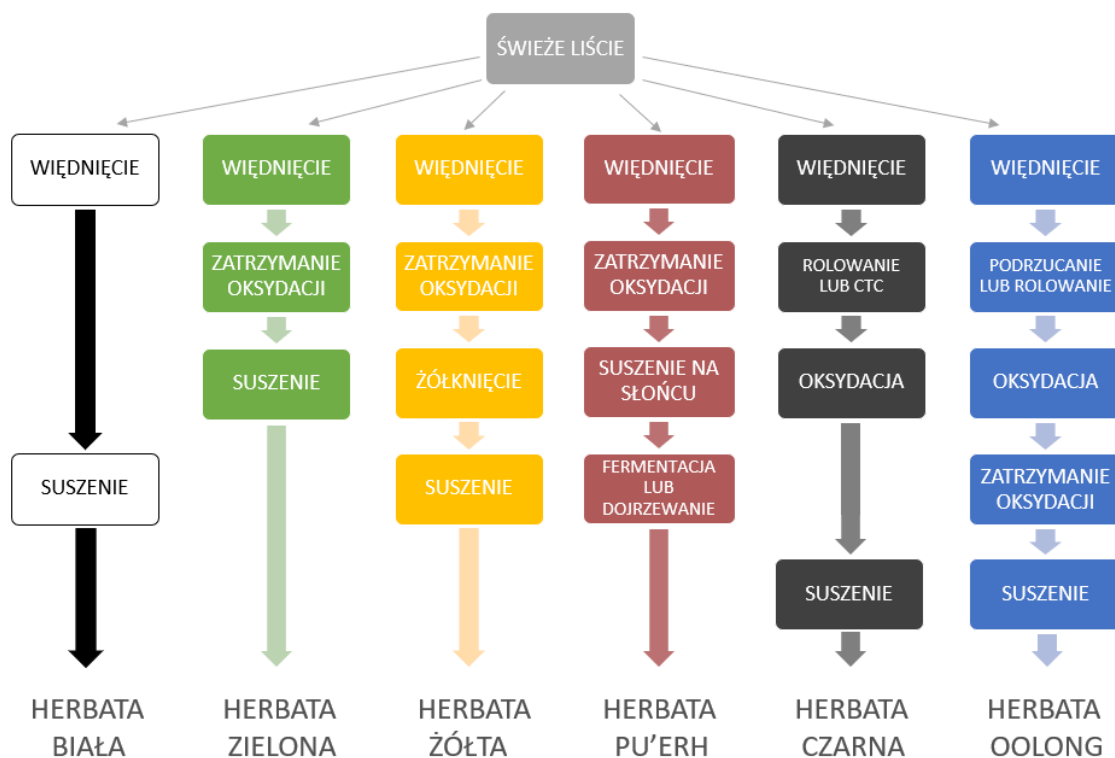 ŚWIEŻE LIŚCIE
WIĘDNIĘCIE
SUSZENIE
HERBATA
BIAŁA
WIĘDNIĘCIE
ZATRZYMANIE
OKSYDACJI
SUSZENIE
HERBATA
ZIELONA
WIĘDNIĘCIE
ZATRZYMANIE
OKSYDACJI
ŻÓŁKNIĘCIE
SUSZENIE
HERBATA
ŻÓŁTA
WIĘDNIĘCIE
ZATRZYMANIE
OKSYDACJI
SUSZENIE NA
SŁOŃCU
FERMENTACJA
LUB
DOJRZEWANIE
HERBATA
PU’ERH
WIĘDNIĘCIE
ROLOWANIE
LUB CTC
OKSYDACJA
SUSZENIE
HERBATA
CZARNA
WIĘDNIĘCIE
PODRZUCANIE
LUB ROLOWANIE
OKSYDACJA
ZATRZYMANIE
OKSYDACJI
SUSZENIE
HERBATA
OOLONG